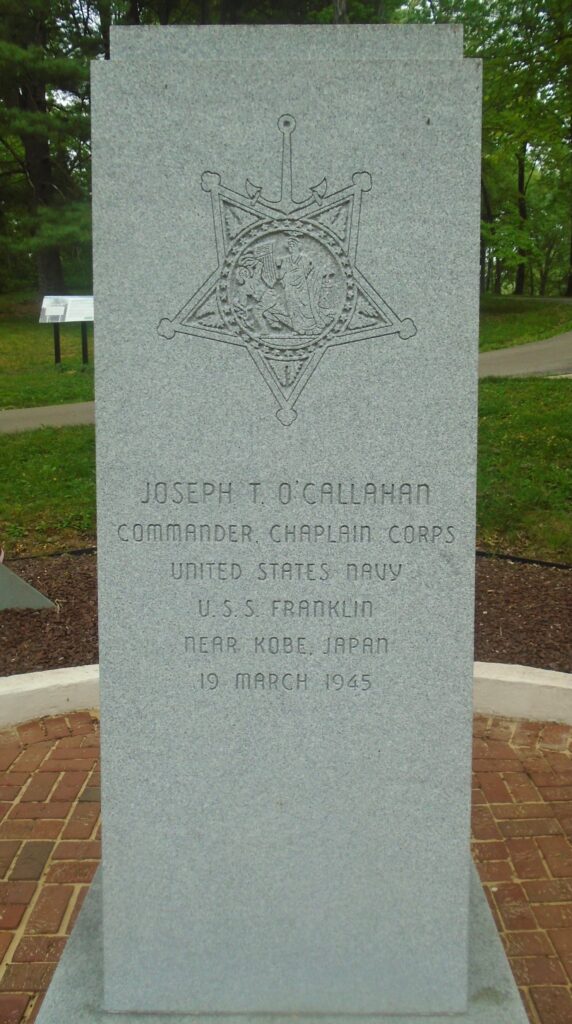 JOSEPH T. O'CALLAHAN
COMMANDER, CHAPLAIN CORPS
UNITED STATES NAVY
U.S.S. FRANKLIN
NEAR KOBE, JAPAN
19 MARCH 1945